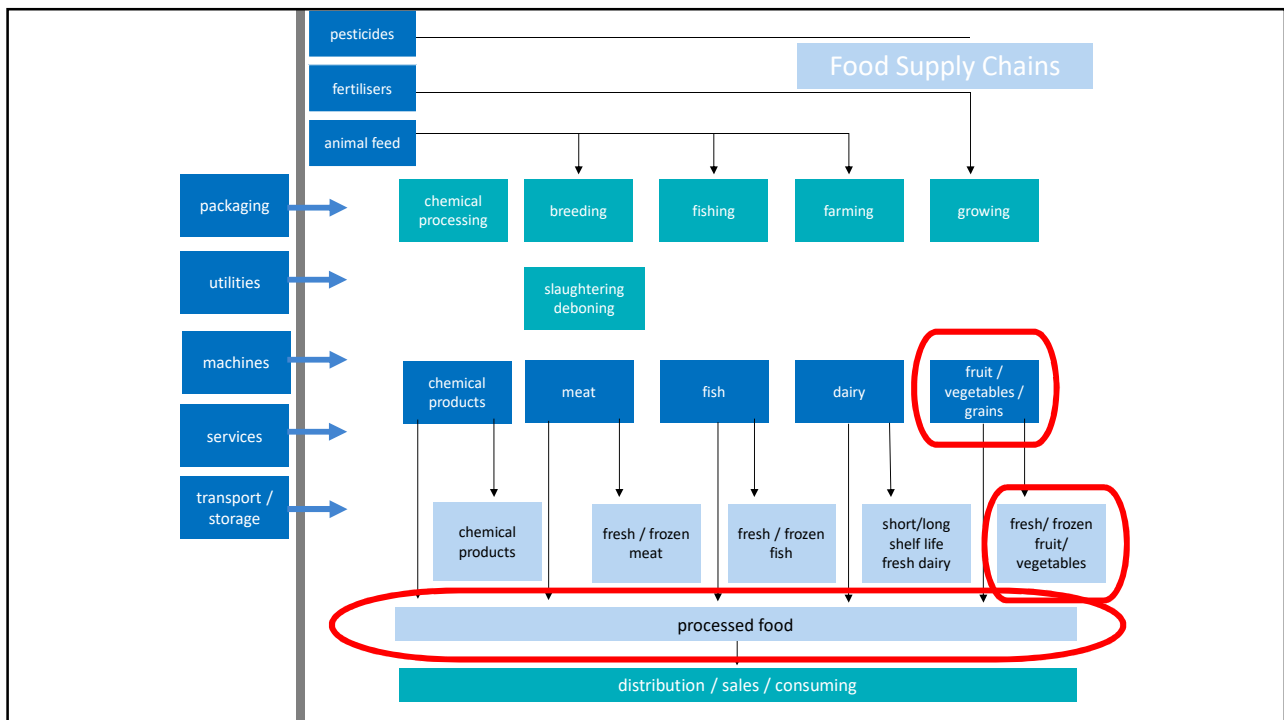 pesticides
Food Supply Chains
fertilisers
animal feed
packaging
chemical
processing
breeding
fishing
farming
growing
utilities
slaughtering
deboning
machines
chemical
products
meat
fish
dairy
fruit /
vegetables /
grains
services
transport /
storage
chemical
products
fresh / frozen
meat
fresh / frozen
fish
short/long
shelf life
fresh dairy
fresh/ frozen
fruit/
vegetables
processed food
distribution / sales / consuming